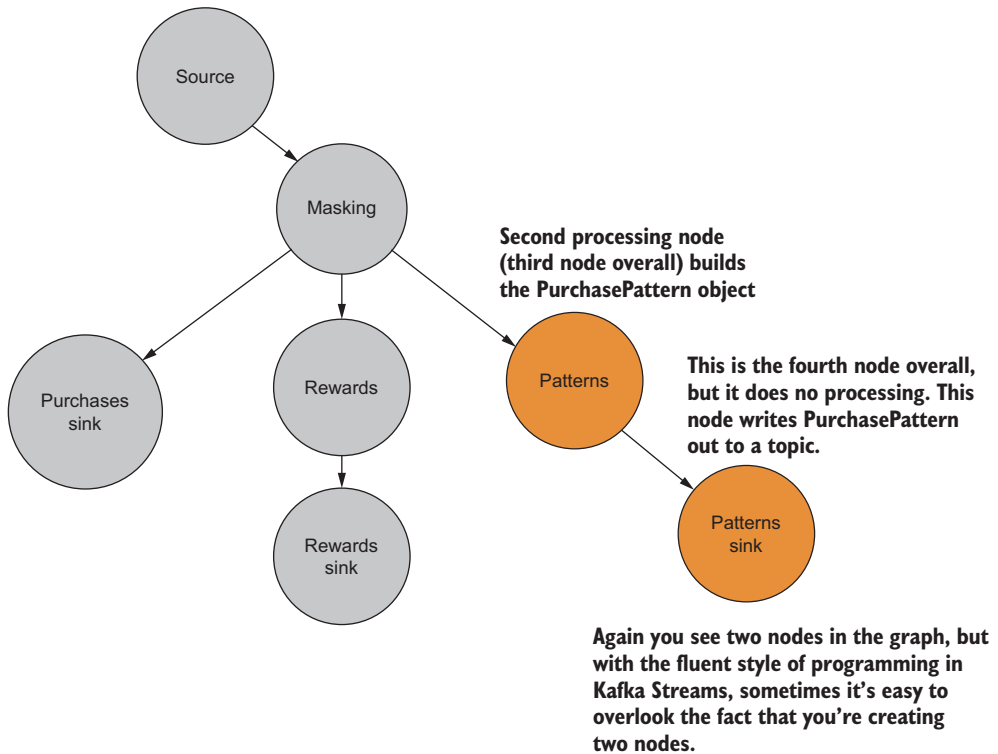 Source
Masking
Second processing node
(third node overall) builds
the PurchasePattern object
Purchases
sink
Rewards
Patterns
This is the fourth node overall,
but it does no processing. This
node writes PurchasePattern
out to a topic.
Rewards
sink
Patterns
sink
Again you see two nodes in the graph, but
with the fluent style of programming in
Kafka Streams, sometimes it's easy to
overlook the fact that you're creating
two nodes.